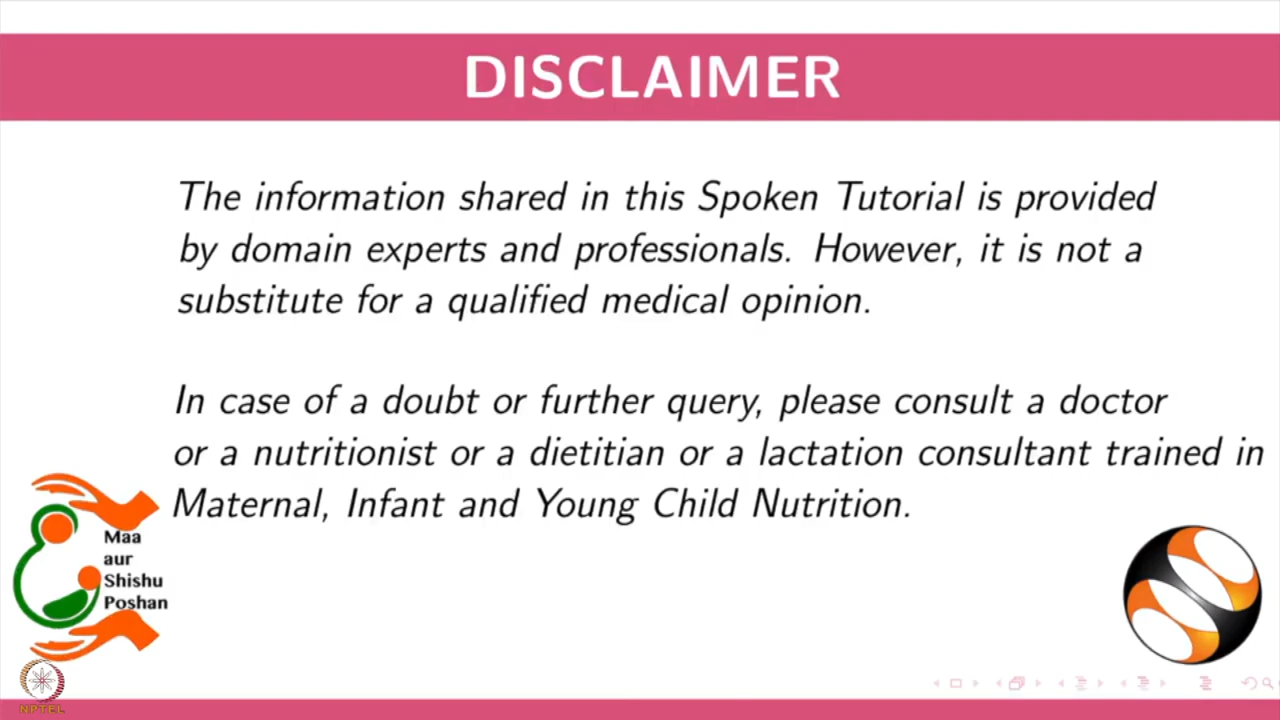 DISCLAIMER
The information shared in this Spoken Tutorial is provided
by domain experts and professionals. However, it is not a
substitute for a qualified medical opinion.
In case of a doubt or further query, please consult a doctor
or a nutritionist or a dietitian or a lactation consultant trained in
Maternal, Infant and Young Child Nutrition.
Maa
aur
Shishu
Poshan
NPTEL